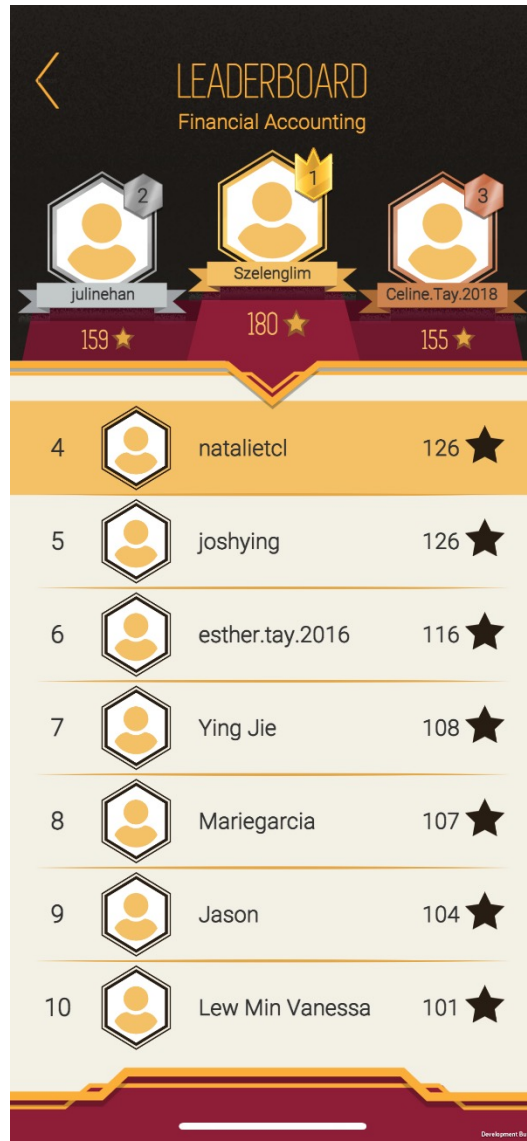 LEADERBOARD
Financial Accounting
2
1
3
julinehan
Szelenglim
Celine.Tay.2018
159
180
155
4 natalietcl 126
5 joshying 126
6 esther.tay.2016 116
7 Ying Jie 108
8 Mariegarcia 107
9 Jason 104
10 Lew Min Vanessa 101
Development Bu